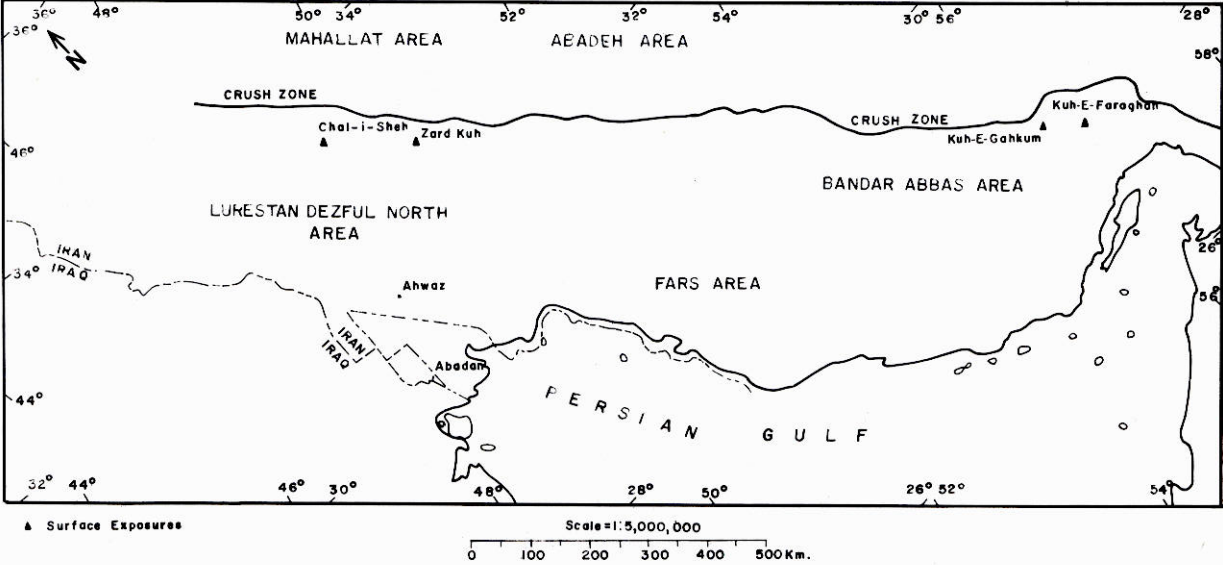 36° 48° 50° 34° 52° 32° 54° 30° 56° 28°
36°
N
MAHALLAT AREA ABADEH AREA
58°
CRUSH ZONE
Kuh-E-Faraghan
CRUSH ZONE
Chal-i-Sheh
Zard Kuh
Kuh-E-Gahkum
46°
BANDAR ABBAS AREA
LURESTAN DEZFUL NORTH
AREA
26°
IRAN
IRAQ
34°
Ahwaz
FARS AREA
56°
IRAN
IRAQ
Abadan
44°
PERSIAN GULF
32° 44° 46° 30° 48° 28° 50° 26° 52° 54°
▲ Surface Exposures
Scale=1:5,000,000
0 100 200 300 400 500 Km.